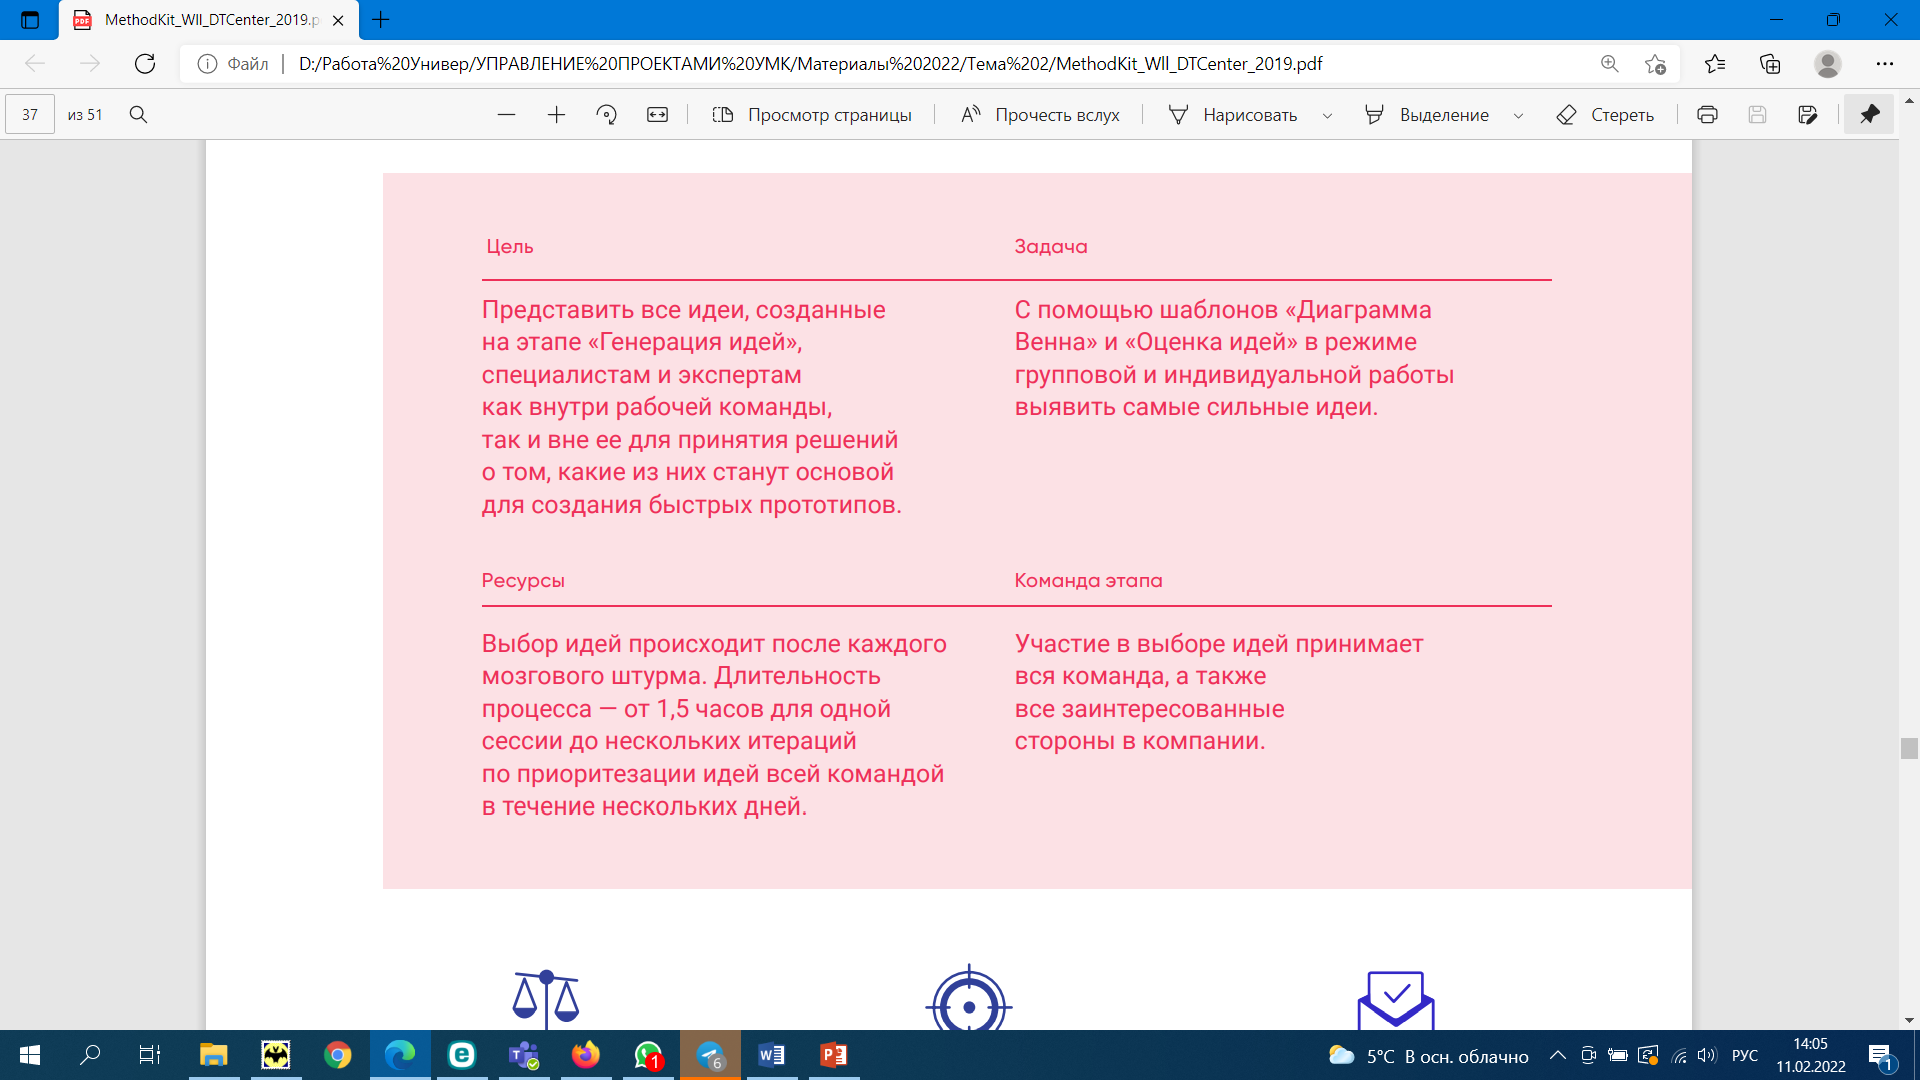 MethodKit_Wll_DTCenter_2019.p
Файл
D:/Работа%20Универ/УПРАВЛЕНИЕ%20ПРОЕКТАМИ%20УМК/Материалы%202022/Тема%202/MethodKit_Wll_DTCenter_2019.pdf
37 из 51
Просмотр страницы
Прочесть вслух
Нарисовать
Выделение
Стереть
Цель
Представить все идеи, созданные
на этапе «Генерация идей»,
специалистам и экспертам
как внутри рабочей команды,
так и вне ее для принятия решений
о том, какие из них станут основой
для создания быстрых прототипов.
Задача
С помощью шаблонов «Диаграмма
Венна» и «Оценка идей» в режиме
групповой и индивидуальной работы
выявить самые сильные идеи.
Ресурсы
Выбор идей происходит после каждого
мозгового штурма. Длительность
процесса — от 1,5 часов для одной
сессии до нескольких итераций
по приоритезации идей всей командой
в течение нескольких дней.
Команда этапа
Участие в выборе идей принимает
вся команда, а также
все заинтересованные
стороны в компании.
1
6
5°C В осн. облачно
РУС
14:05
11.02.2022
1